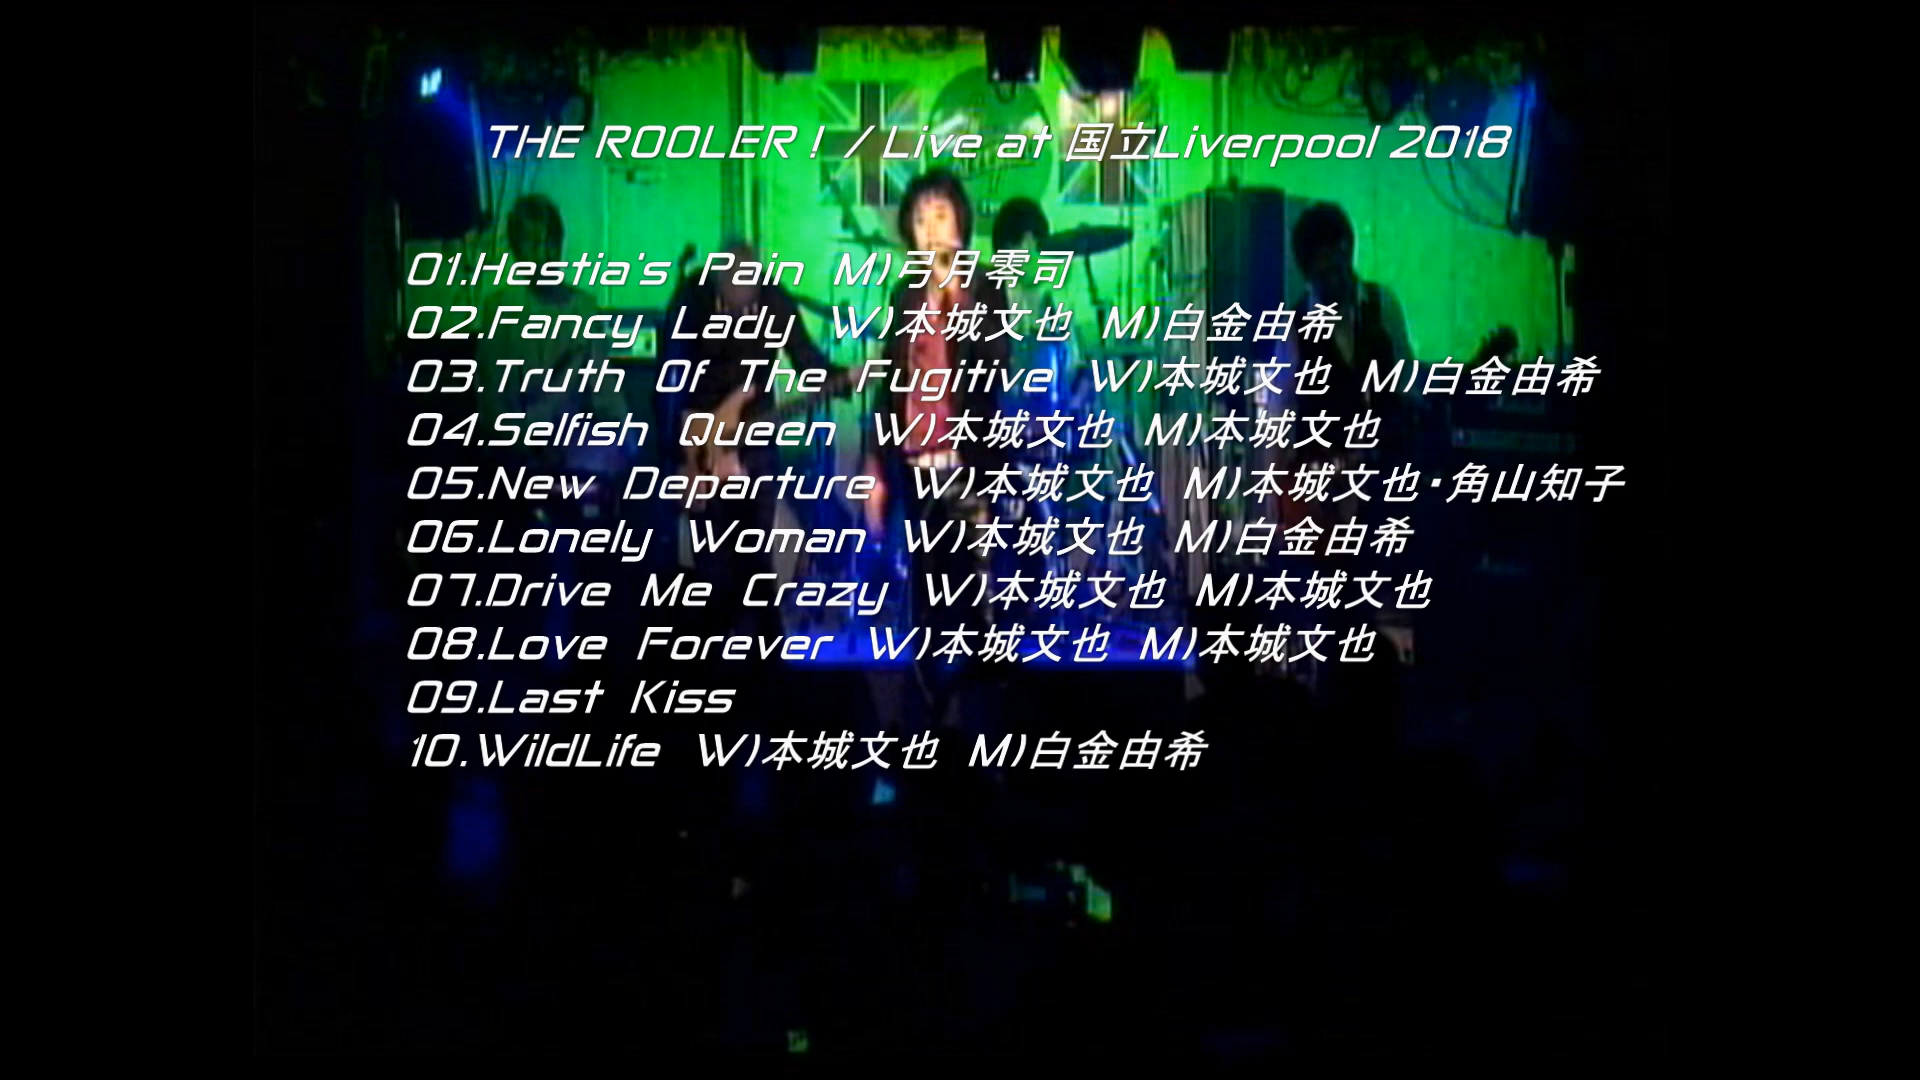 THE ROOLER！ / Live at 国立Liverpool 2018
01.Hestia's Pain M)弓月零司
02.Fancy Lady W)本城文也 M)白金由希
03.Truth Of The Fugitive W)本城文也 M)白金由希
04.Selfish Queen W)本城文也 M)本城文也
05.New Departure W)本城文也 M)本城文也・角山知子
06.Lonely Woman W)本城文也 M)白金由希
07.Drive Me Crazy W)本城文也 M)本城文也
08.Love Forever W)本城文也 M)本城文也
09.Last Kiss
10.WildLife W)本城文也 M)白金由希